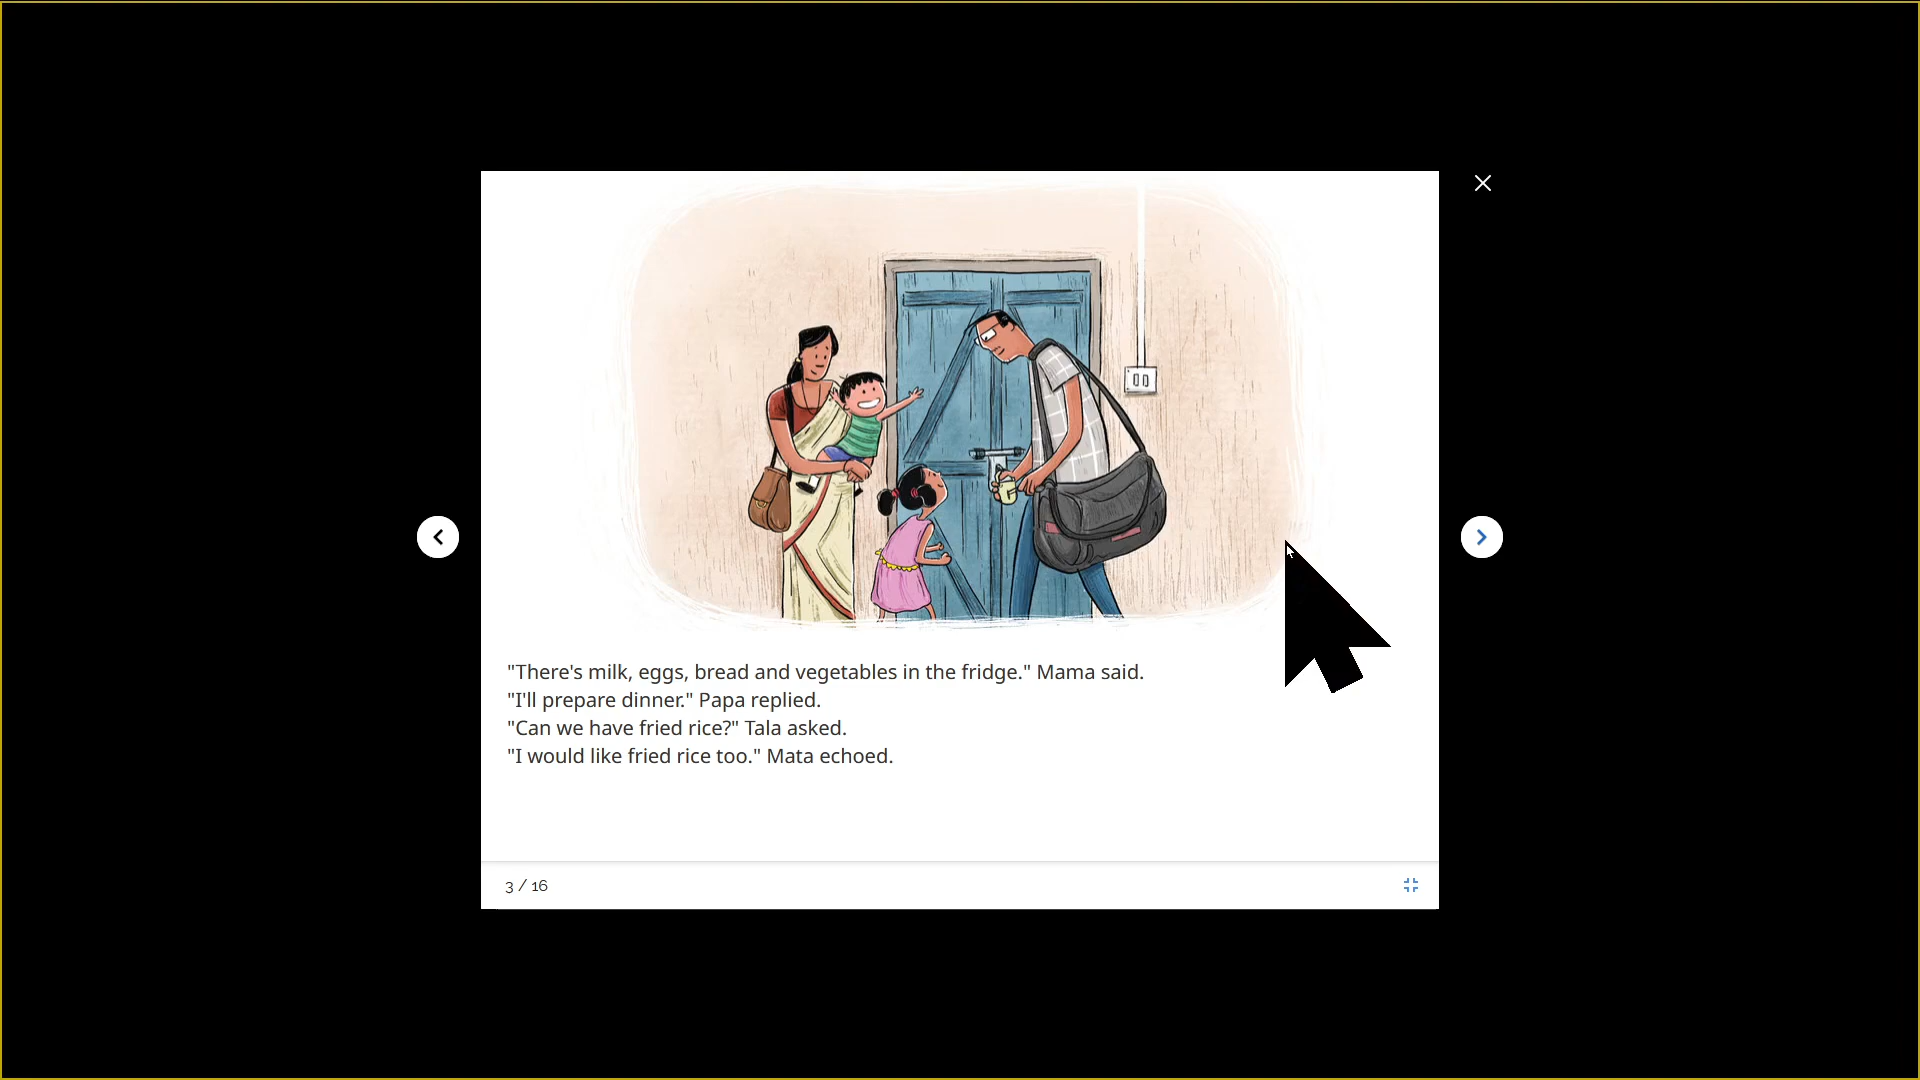 "There's milk, eggs, bread and vegetables in the fridge." Mama said.
"I'll prepare dinner." Papa replied.
"Can we have fried rice?" Tala asked.
"I would like fried rice too." Mata echoed.
3 / 16